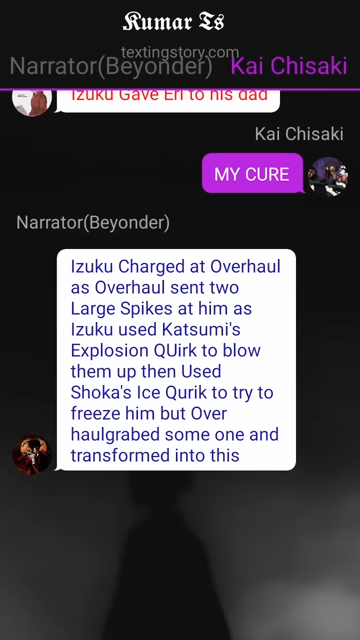 Kumar Ts
textingstory.com
Narrator(Beyonder) Kai Chisaki
Izuku Gave Eri to his dad
Kai Chisaki
MY CURE
Narrator(Beyonder)
Izuku Charged at Overhaul
as Overhaul sent two
Large Spikes at him as
Izuku used Katsumi's
Explosion QUirk to blow
them up then Used
Shoka's Ice Qurik to try to
freeze him but Over
haulgrabed some one and
transformed into this